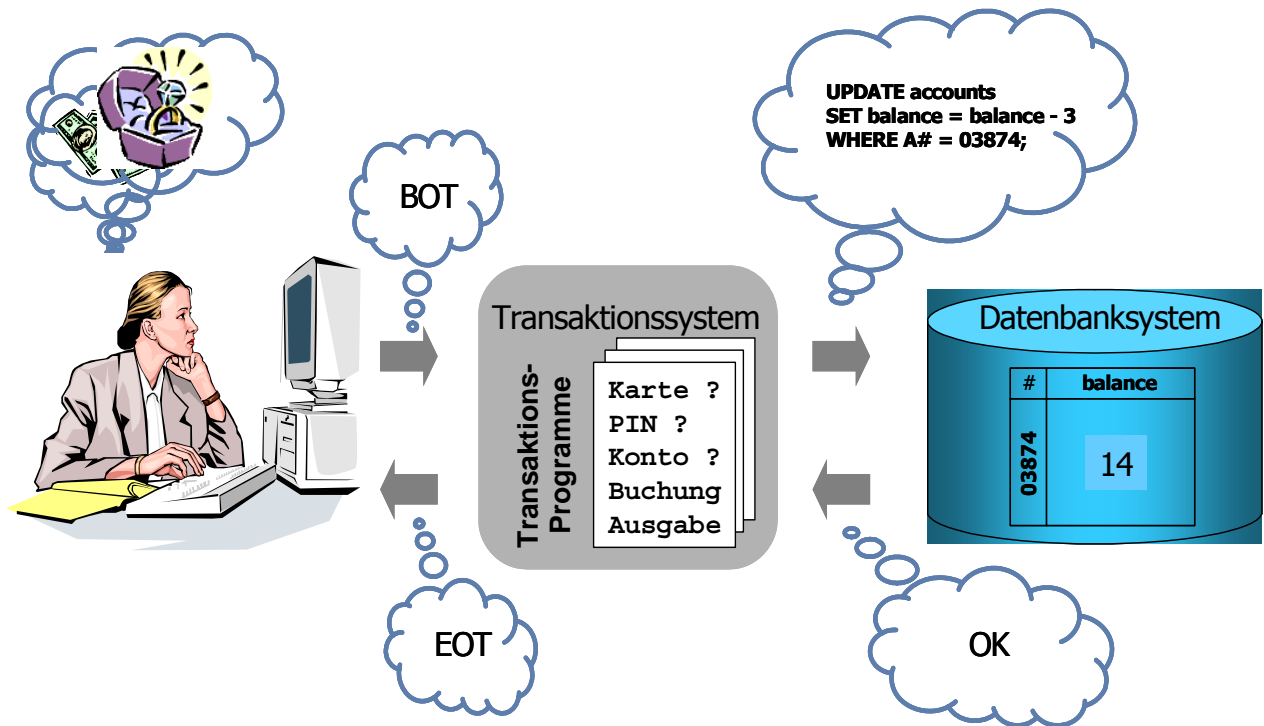 UPDATE accounts
SET balance = balance - 3
WHERE A# = 03874;
BOT
Transaktionssystem
Transaktions-
Programme
Karte ?
PIN ?
Konto ?
Buchung
Ausgabe
Datenbanksystem
# balance
03874 14
EOT
OK